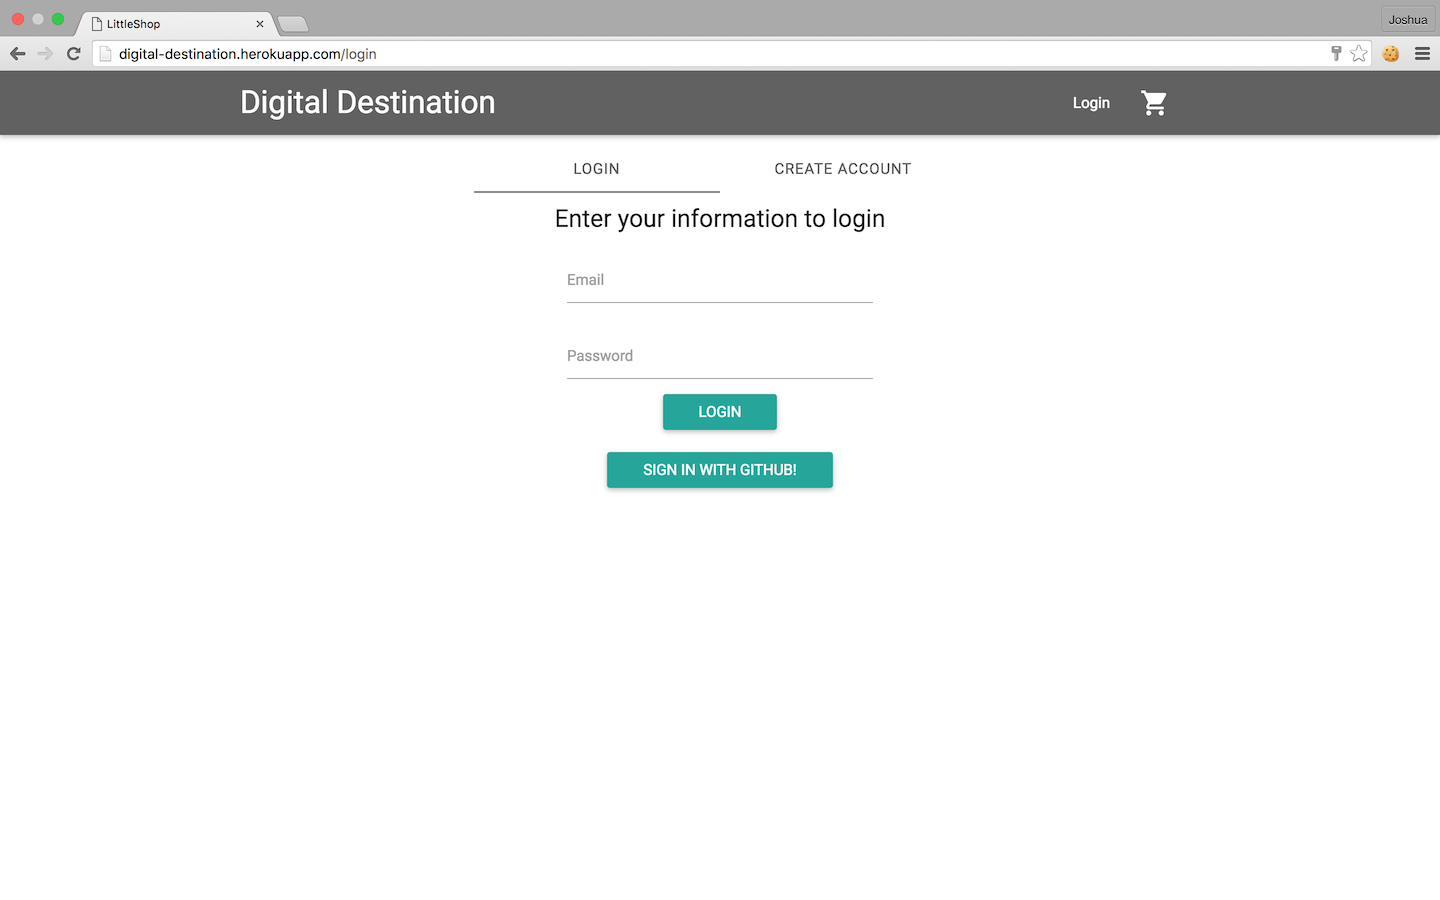 LittleShop
Joshua
digital-destination.herokuapp.com/login
Digital Destination
Login
LOGIN
CREATE ACCOUNT
Enter your information to login
Email
Password
LOGIN
SIGN IN WITH GITHUB!